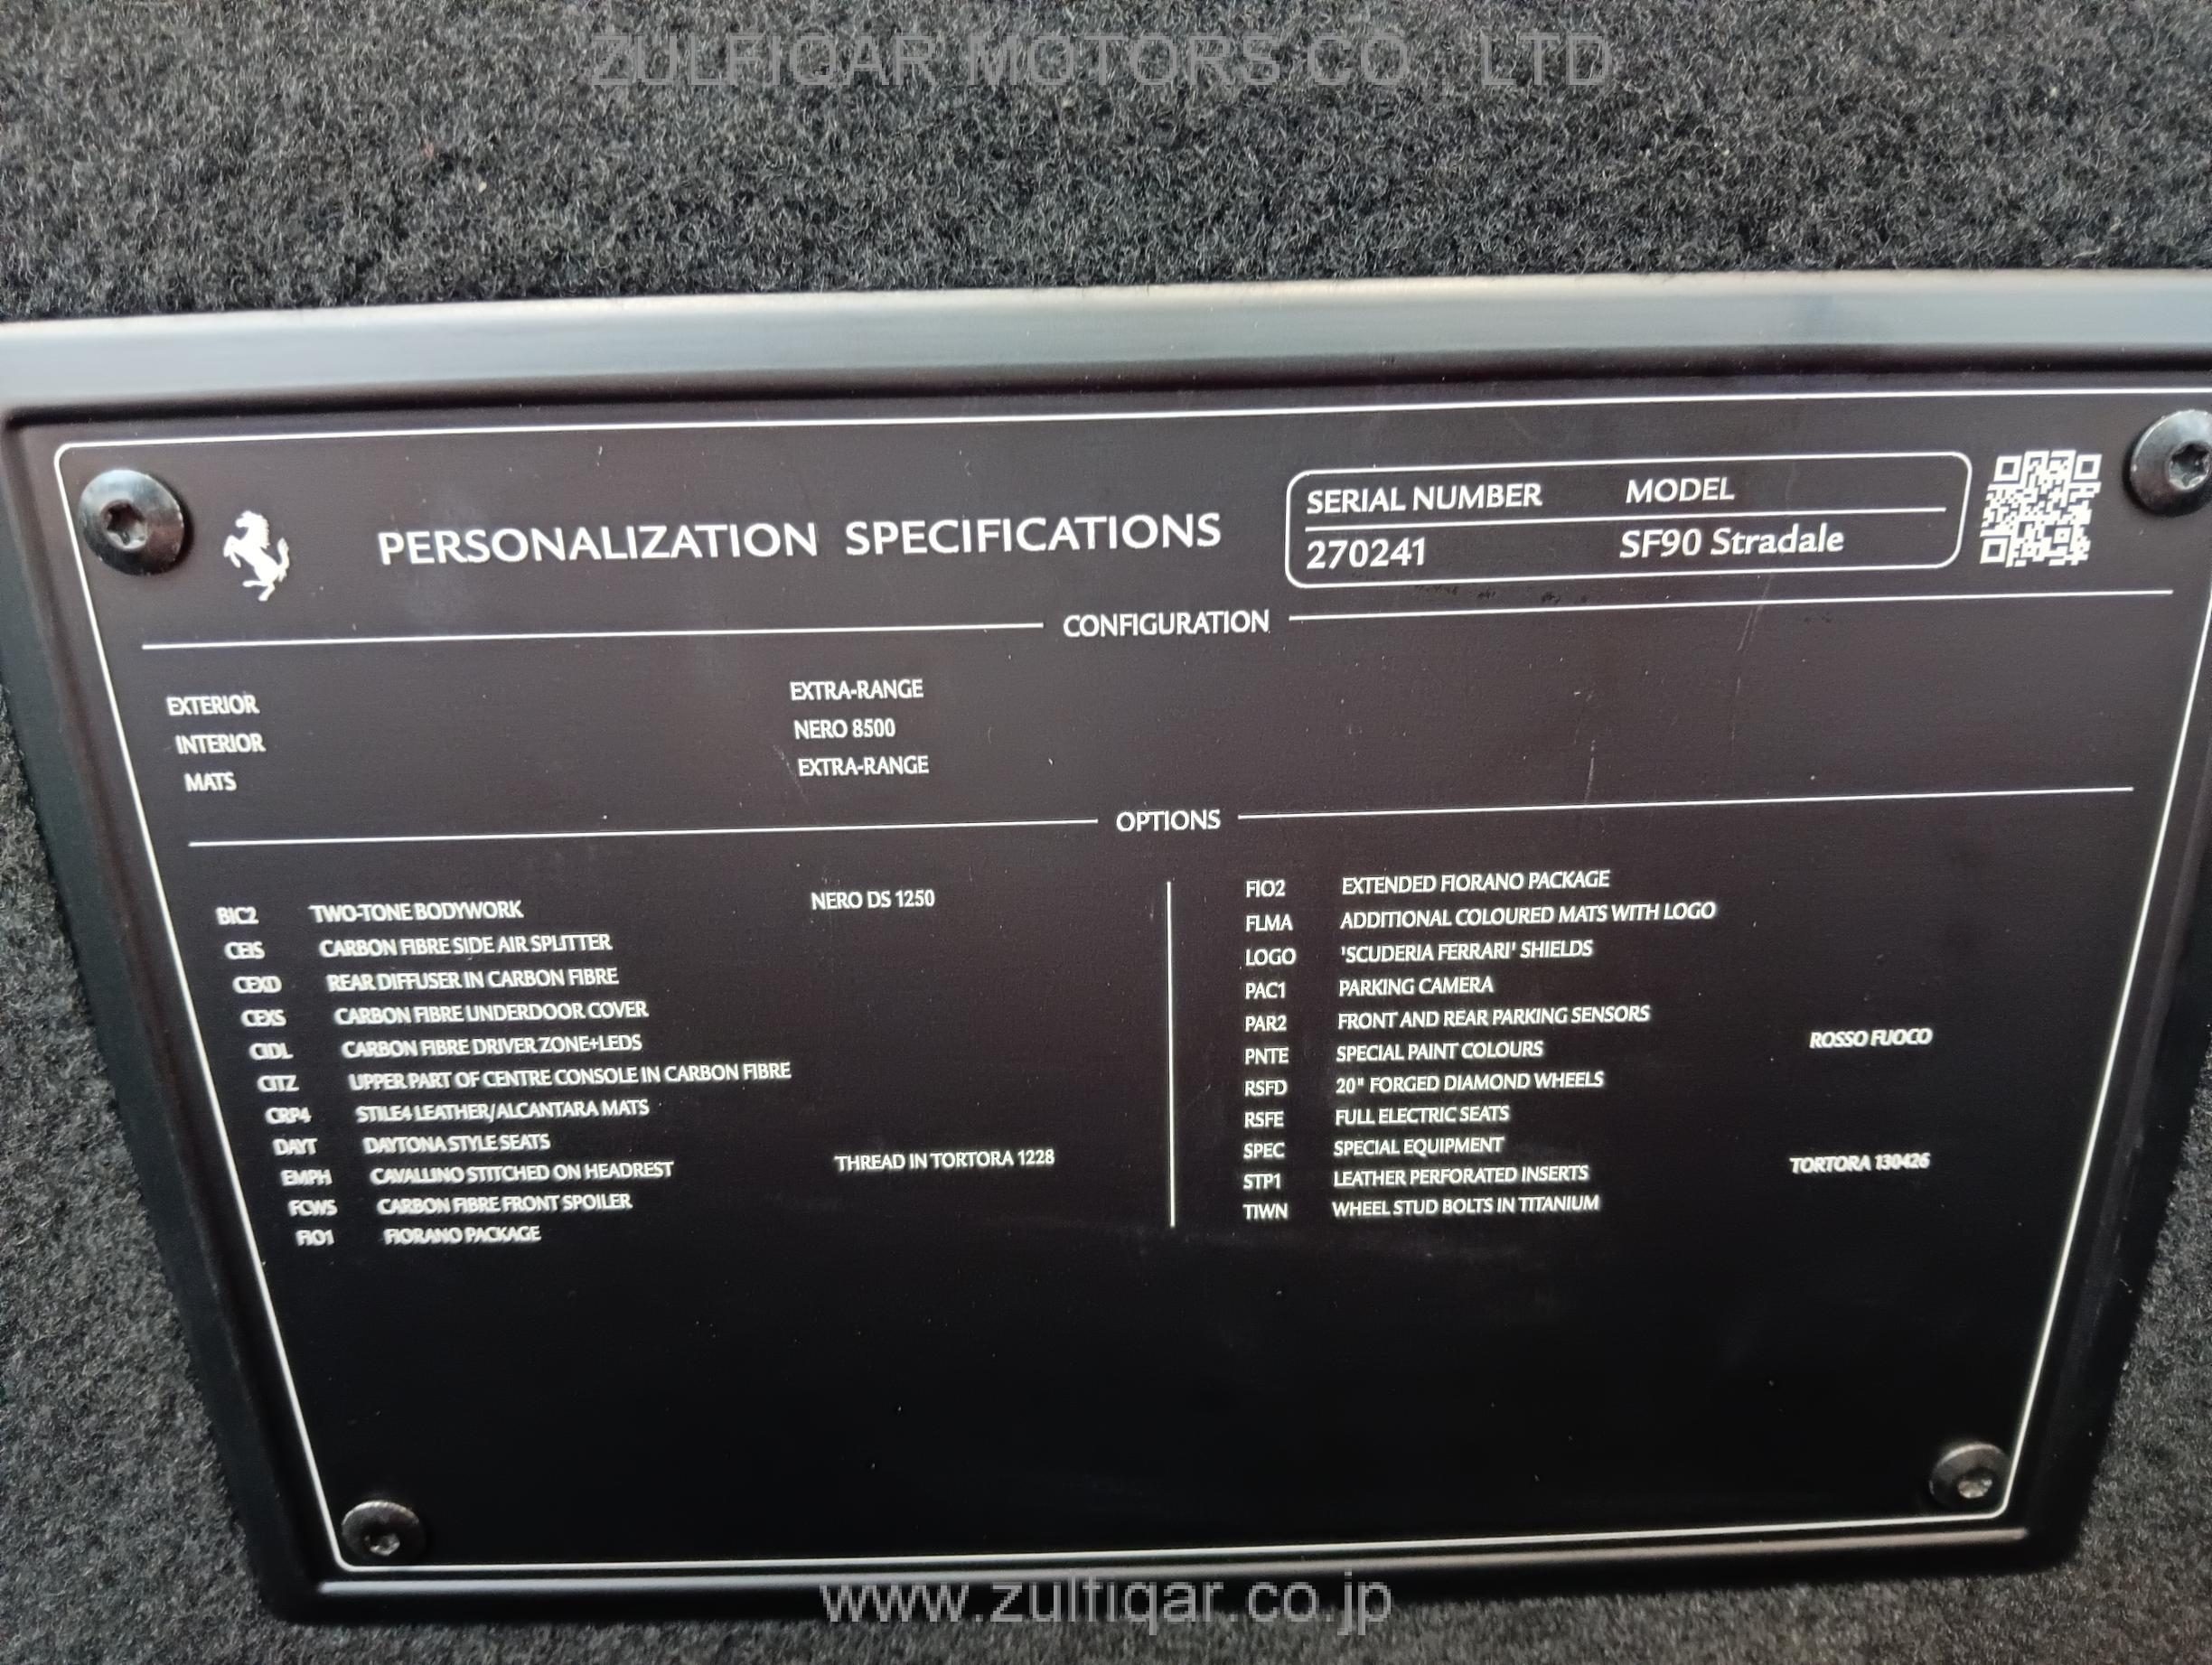 ZULFIQAR MOTORS CO. LTD
PERSONALIZATION SPECIFICATIONS
SERIAL NUMBER MODEL
270241 SF90 Stradale
CONFIGURATION
EXTERIOR EXTRA-RANGE
INTERIOR NERO 8500
MATS EXTRA-RANGE
OPTIONS
BIC2 TWO-TONE BODYWORK NERO DS 1250
CEIS CARBON FIBRE SIDE AIR SPLITTER
CEXD REAR DIFFUSER IN CARBON FIBRE
CEXS CARBON FIBRE UNDERDOOR COVER
CIDL CARBON FIBRE DRIVER ZONE+LEDS
CITZ UPPER PART OF CENTRE CONSOLE IN CARBON FIBRE
CRP4 STILE4 LEATHER/ALCANTARA MATS
DAYT DAYTONA STYLE SEATS
EMPH CAVALLINO STITCHED ON HEADREST THREAD IN TORTORA 1228
FCWS CARBON FIBRE FRONT SPOILER
FIO1 FIORANO PACKAGE
FIO2 EXTENDED FIORANO PACKAGE
FLMA ADDITIONAL COLOURED MATS WITH LOGO
LOGO 'SCUDERIA FERRARI' SHIELDS
PAC1 PARKING CAMERA
PAR2 FRONT AND REAR PARKING SENSORS
PNTE SPECIAL PAINT COLOURS ROSSO FUOCO
RSFD 20" FORGED DIAMOND WHEELS
RSFE FULL ELECTRIC SEATS
SPEC SPECIAL EQUIPMENT
STP1 LEATHER PERFORATED INSERTS TORTORA 130426
TIWN WHEEL STUD BOLTS IN TITANIUM
www.zulfiqar.co.jp